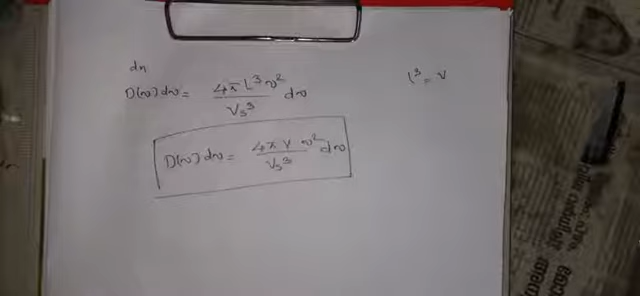 dn
D(ν)dν = 4π L³ ν² / Vs³ dν
L³ = V
D(ν)dν = 4π V / Vs³ ν² dν